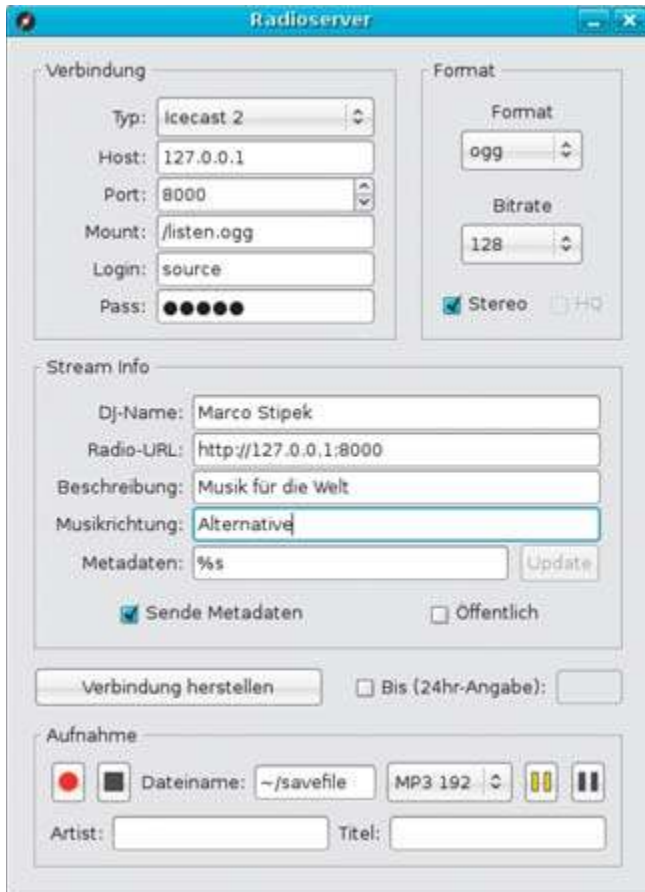 Radioserver
Verbindung
Typ: Icecast 2
Host: 127.0.0.1
Port: 8000
Mount: /listen.ogg
Login: source
Pass: ●●●●●
Format
Format
ogg
Bitrate
128
Stereo HQ
Stream Info
DJ-Name: Marco Stipek
Radio-URL: http://127.0.0.1:8000
Beschreibung: Musik für die Welt
Musikrichtung: Alternative
Metadaten: %s Update
Sende Metadaten Öffentlich
Verbindung herstellen Bis (24hr-Angabe):
Aufnahme
Dateiname: ~/savefile MP3 192
Artist: Titel: